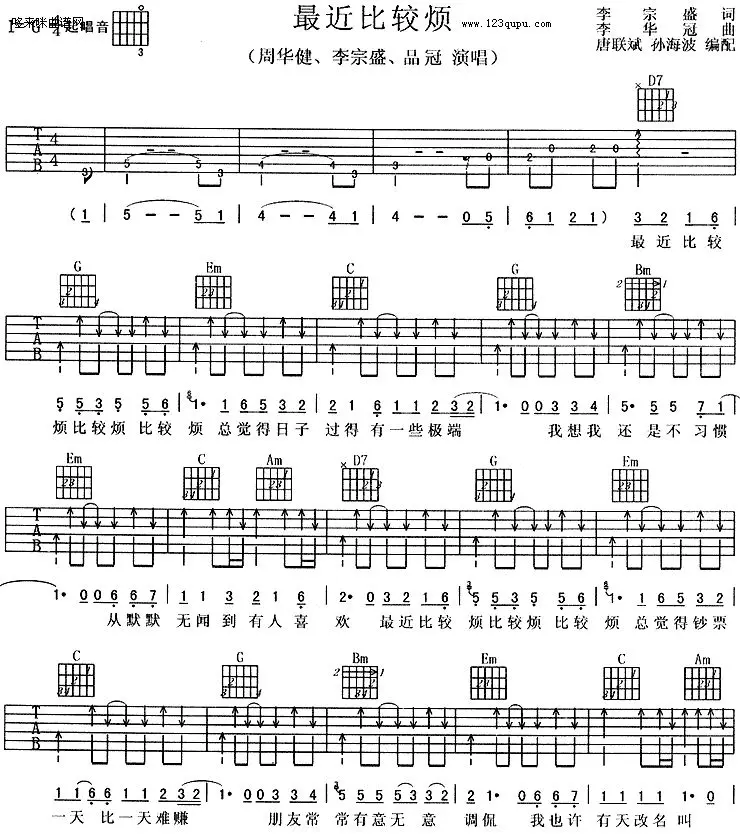 最近比较烦
www.123qupu.com
(周华健、李宗盛、品冠 演唱)
李宗盛 词
李华冠 曲
唐联斌 孙海波 编配
起唱音
D7
T A B 4 4
(1 | 5 - - 5 1 | 4 - - 4 1 | 4 - - 4 0 5 | 6 1 2 1) 3 2 1 6
最近比较
G Em C G Bm
T A B
5 5 3 5 5 6 | 1· 1 6 5 3 2 | 2 1 6 1 1 2 3 2 | 1· 0 0 3 3 4 | 5· 5 5 7 1
烦比较烦 比较 烦 总觉得日子 过得 有一些极端 我想我 还 是不 习惯
Em C Am D7 G Em
T A B
1· 0 0 6 6 7 | 1 1 3 1 2 1 | 2· 0 3 2 1 6 | 5 5 3 5 5 6 | 1· 1 6 5 3 2
从默默 无闻到 有人喜 欢 最近比较 烦比较烦 比较 烦 总觉得钞票
C G Bm Em C Am
T A B
1 1 6 6 1 1 2 3 2 | 1· 0 0 1 2 3 4 | 5 5 5 5 3 1 | 2 1· 0 6 6 7 | 1 1 3 2 1 | 1· 0
一天 比一天难赚 朋友常 常有意无意 调侃 我也许 有天改名叫